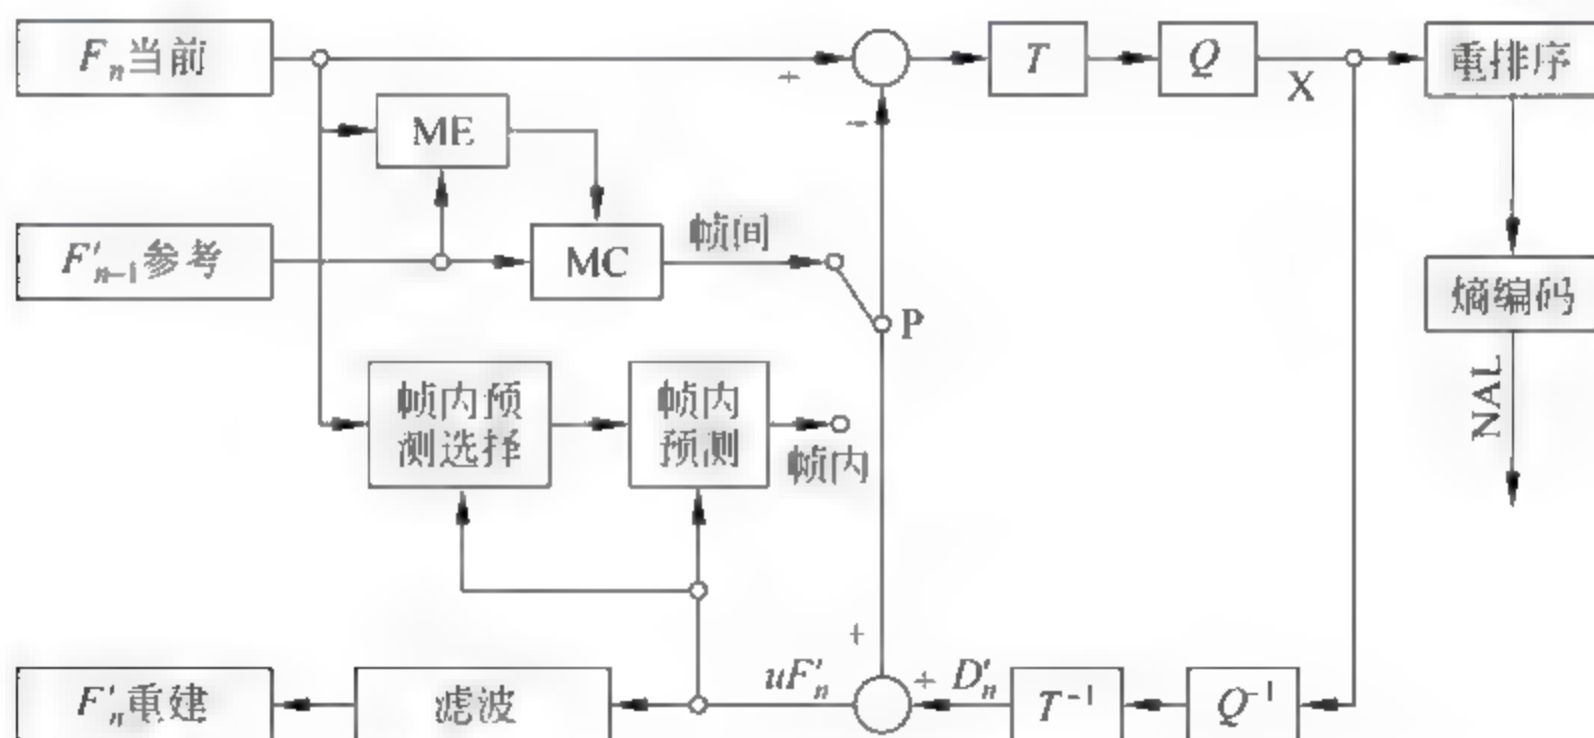 Fn当前
+
T
Q
X
重排序
ME
−
F′n−1参考
MC
帧间
P
熵编码
帧内预
测选择
帧内
预测
帧内
NAL
+
F′n重建
滤波
uF′n
+
D′n
T−1
Q−1